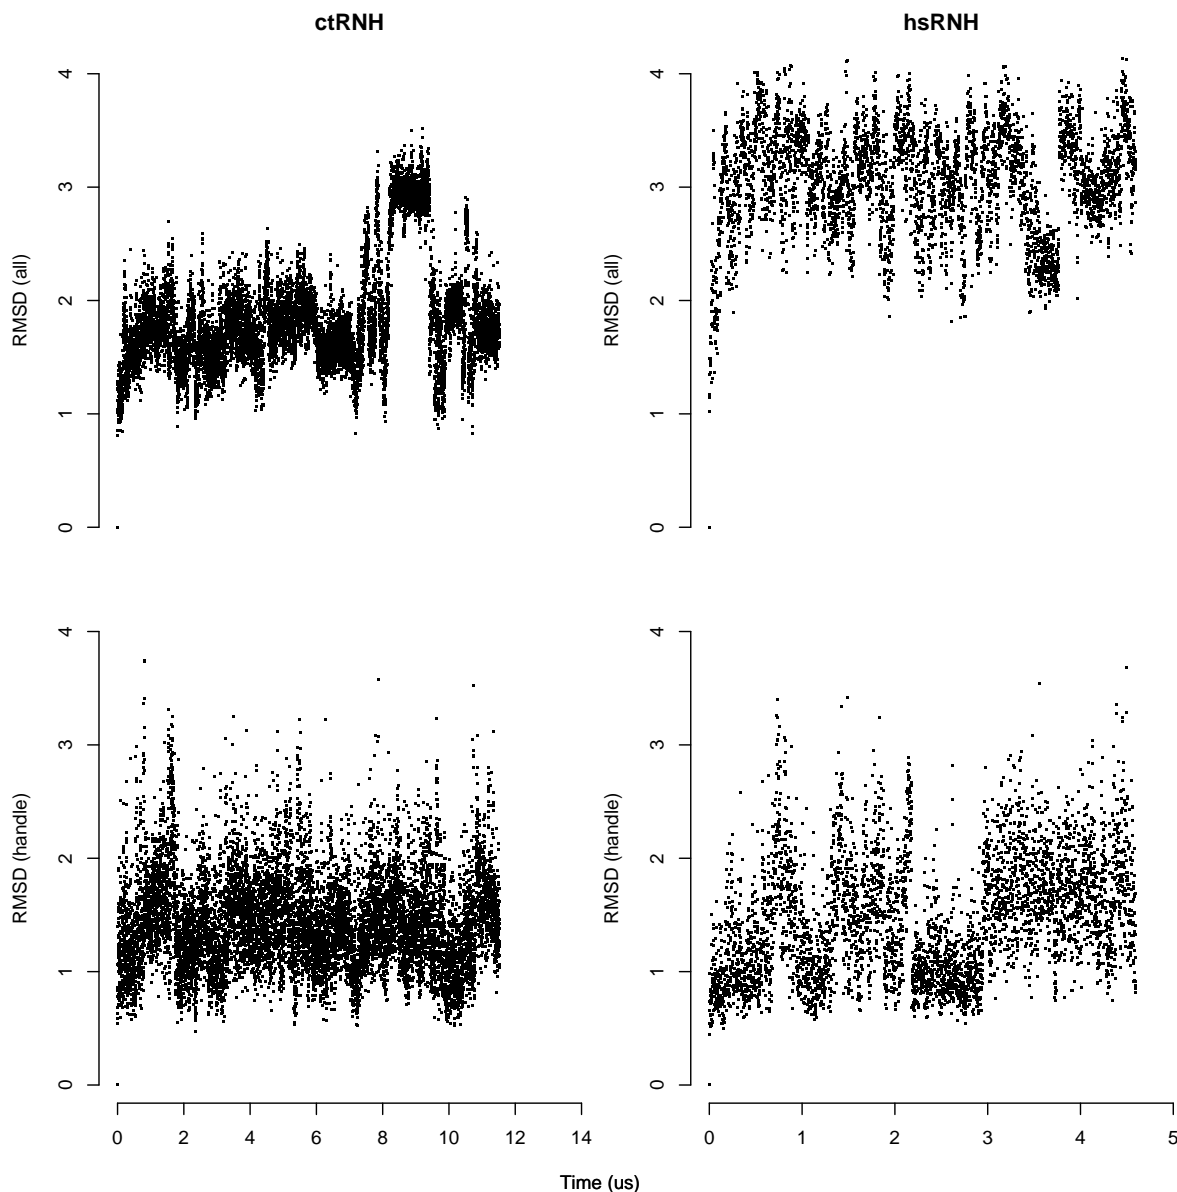 ctRNH
hsRNH
RMSD (all)
0 1 2 3 4
RMSD (all)
0 1 2 3 4
RMSD (handle)
0 1 2 3 4
RMSD (handle)
0 1 2 3 4
0 2 4 6 8 10 12 14
0 1 2 3 4 5
Time (us)